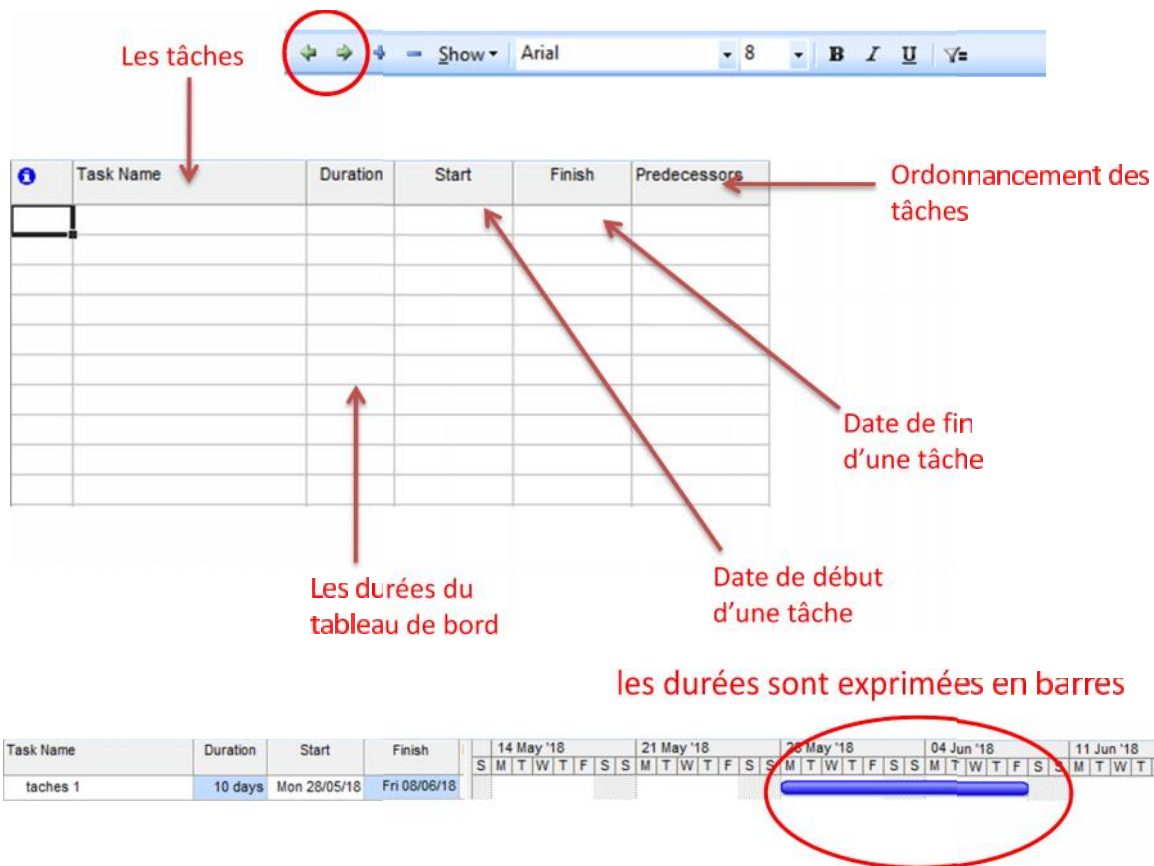 Les tâches
Show Arial 8 B I U
Task Name Duration Start Finish Predecessors
Ordonnancement des
tâches
Date de fin
d'une tâche
Date de début
d'une tâche
Les durées du
tableau de bord
les durées sont exprimées en barres
Task Name Duration Start Finish 14 May '18 21 May '18 28 May '18 04 Jun '18 11 Jun '18
S M T W T F S S M T W T F S S M T W T F S S M T W T F S S M T W T
taches 1 10 days Mon 28/05/18 Fri 08/06/18